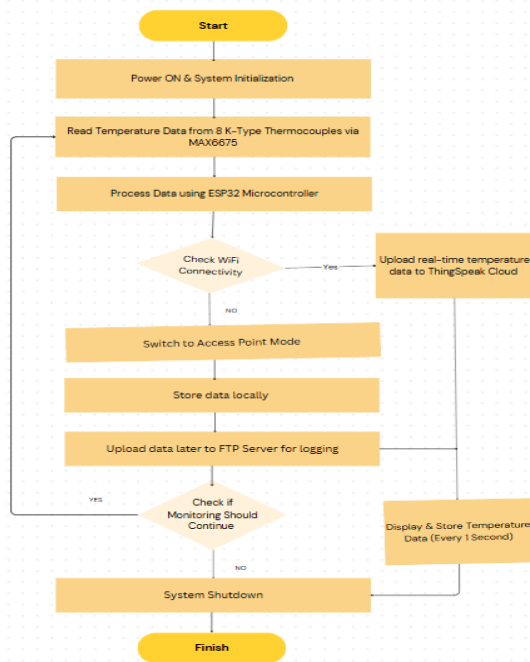 Start
Power ON & System Initialization
Read Temperature Data from 8 K-Type Thermocouples via
MAX6675
Process Data using ESP32 Microcontroller
Check WiFi
Connectivity
Yes
Upload real-time temperature
data to ThingSpeak Cloud
NO
Switch to Access Point Mode
Store data locally
Upload data later to FTP Server for logging
YES
Check if
Monitoring Should
Continue
Display & Store Temperature
Data (Every 1 Second)
NO
System Shutdown
Finish